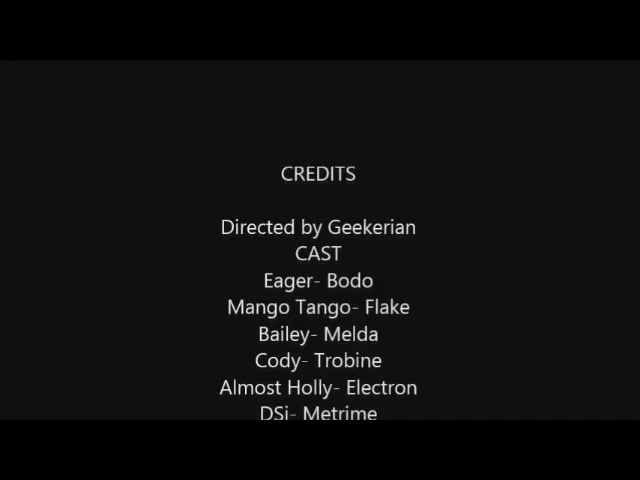 CREDITS
Directed by Geekerian
CAST
Eager- Bodo
Mango Tango- Flake
Bailey- Melda
Cody- Trobine
Almost Holly- Electron
DSi- Metrime